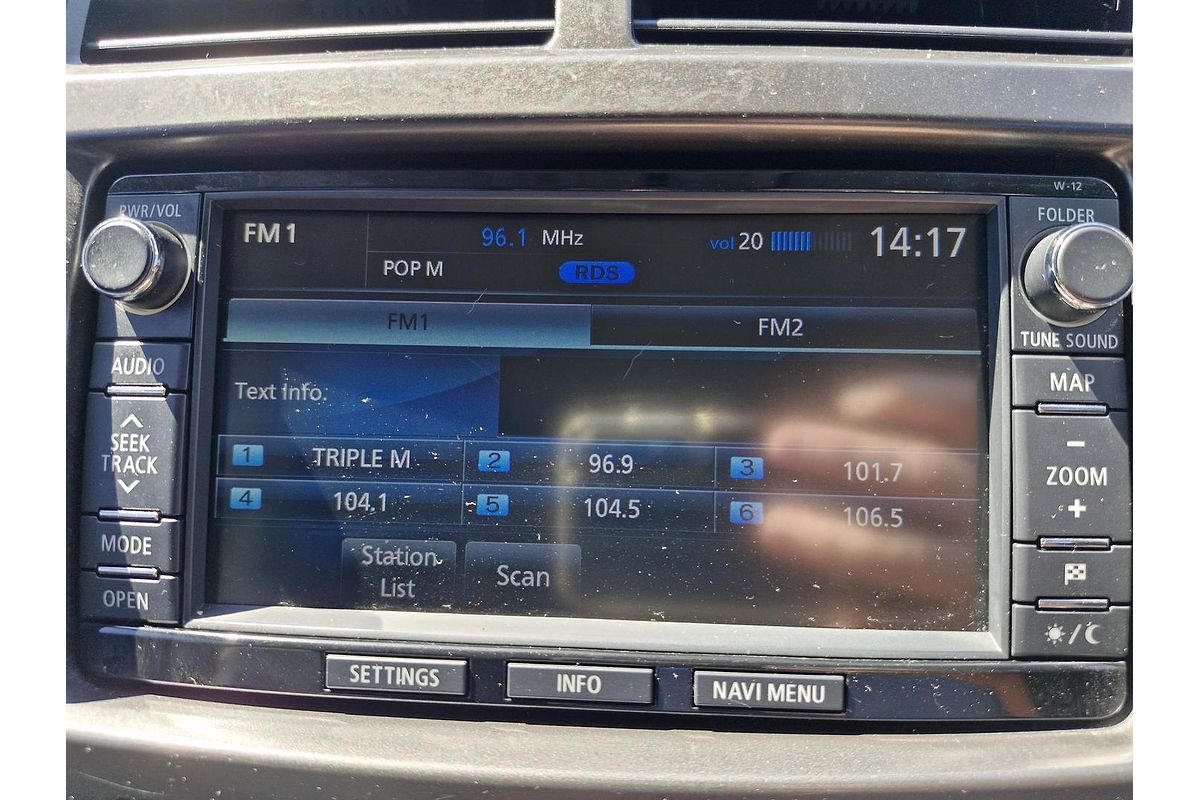 W-12
PWR/VOL
FOLDER
TUNE SOUND
FM1
96.1 MHz
vol 20
14:17
POP M
RDS
FM1
FM2
Text Info.
1 TRIPLE M
2 96.9
3 101.7
4 104.1
5 104.5
6 106.5
Station
List
Scan
AUDIO
SEEK
TRACK
MODE
OPEN
MAP
-
ZOOM
+
SETTINGS
INFO
NAVI MENU